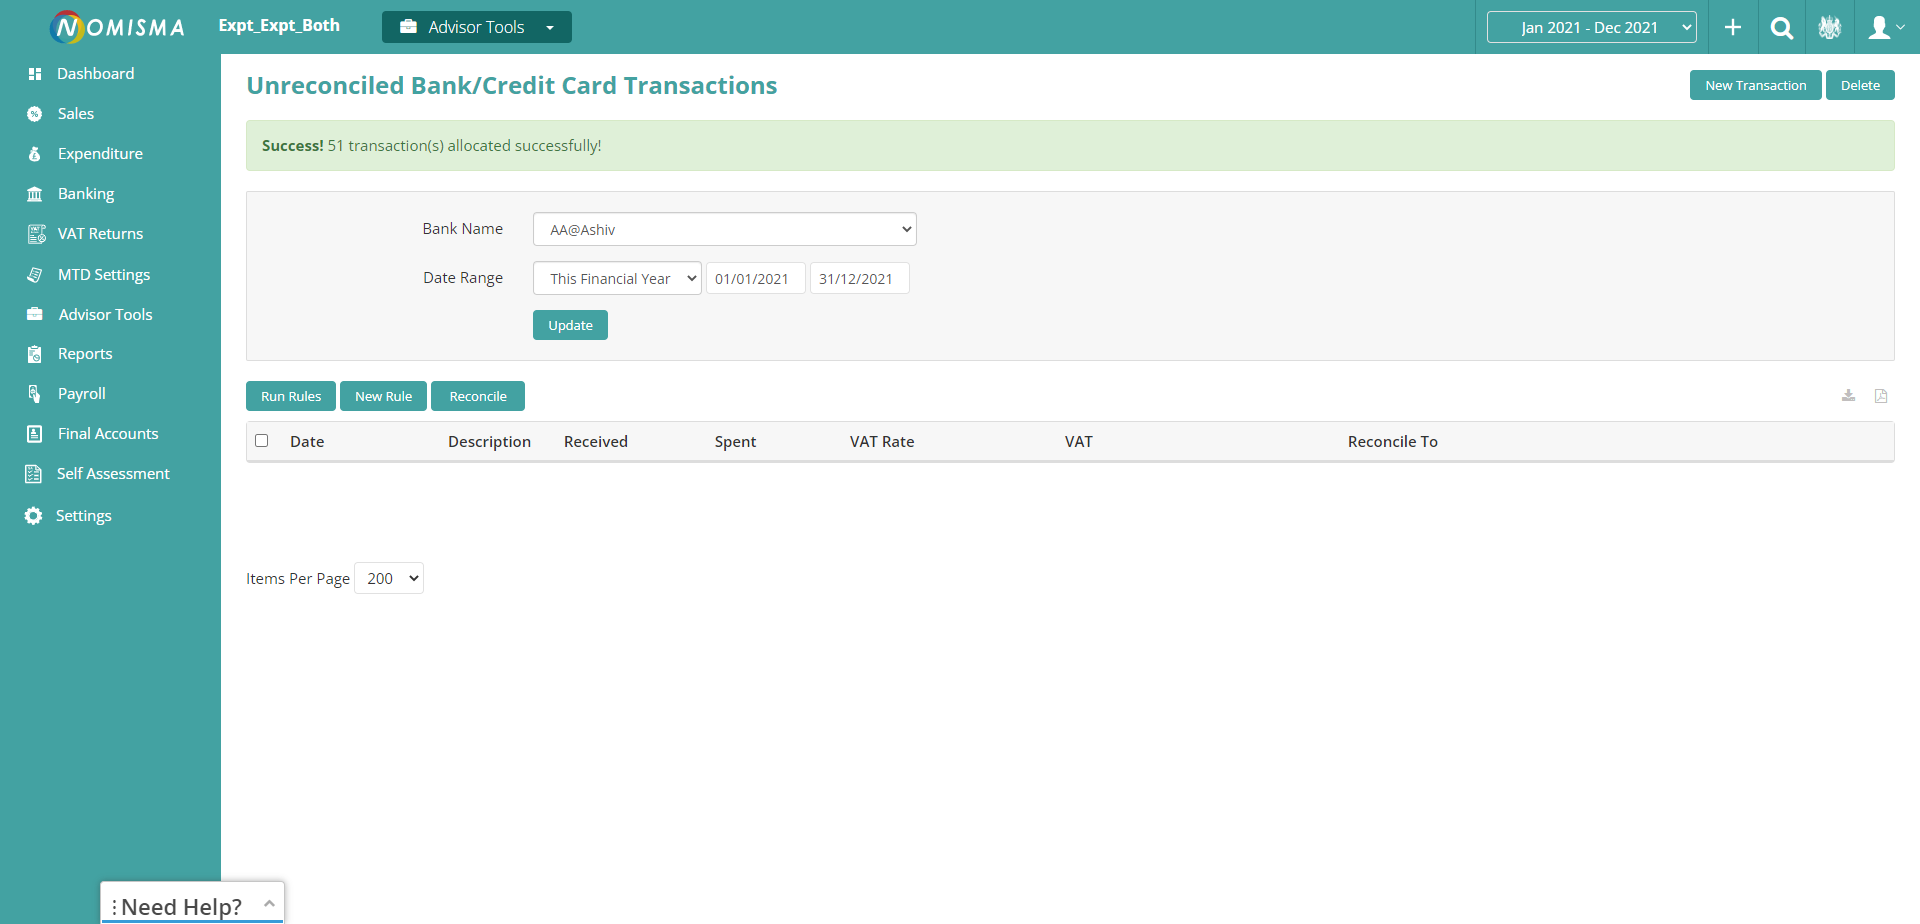 NOMISMA
Expt_Expt_Both
Advisor Tools
Jan 2021 - Dec 2021
Dashboard
Sales
Expenditure
Banking
VAT Returns
MTD Settings
Advisor Tools
Reports
Payroll
Final Accounts
Self Assessment
Settings
Unreconciled Bank/Credit Card Transactions
New Transaction
Delete
Success! 51 transaction(s) allocated successfully!
Bank Name
AA@Ashiv
Date Range
This Financial Year
01/01/2021
31/12/2021
Update
Run Rules
New Rule
Reconcile
Date Description Received Spent VAT Rate VAT Reconcile To
Items Per Page 200
Need Help?